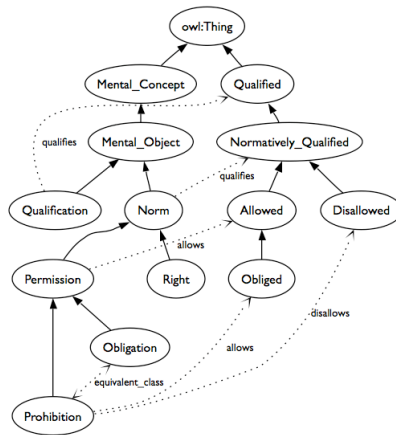 owl:Thing
Mental_Concept
Qualified
Mental_Object
Normatively_Qualified
qualifies
qualifies
Qualification
Norm
Allowed
Disallowed
allows
Permission
Right
Obliged
disallows
Obligation
allows
equivalent_class
Prohibition